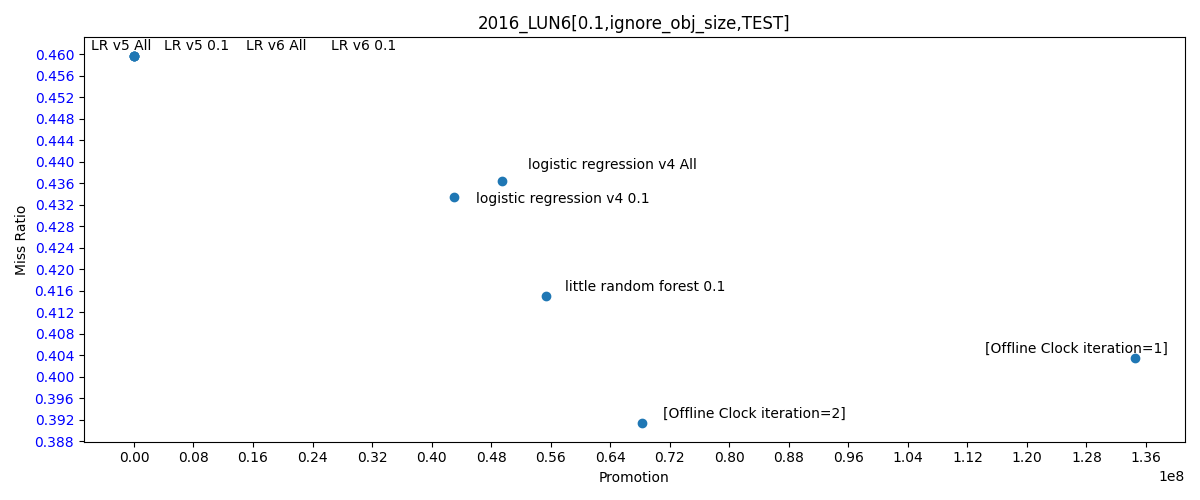 2016_LUN6[0.1,ignore_obj_size,TEST]
LR v5 All LR v5 0.1 LR v6 All LR v6 0.1
0.460
0.456
0.452
0.448
0.444
0.440
0.436
0.432
0.428
0.424
0.420
0.416
0.412
0.408
0.404
0.400
0.396
0.392
0.388
Miss Ratio
logistic regression v4 All
logistic regression v4 0.1
little random forest 0.1
[Offline Clock iteration=1]
[Offline Clock iteration=2]
0.00 0.08 0.16 0.24 0.32 0.40 0.48 0.56 0.64 0.72 0.80 0.88 0.96 1.04 1.12 1.20 1.28 1.36
Promotion
1e8